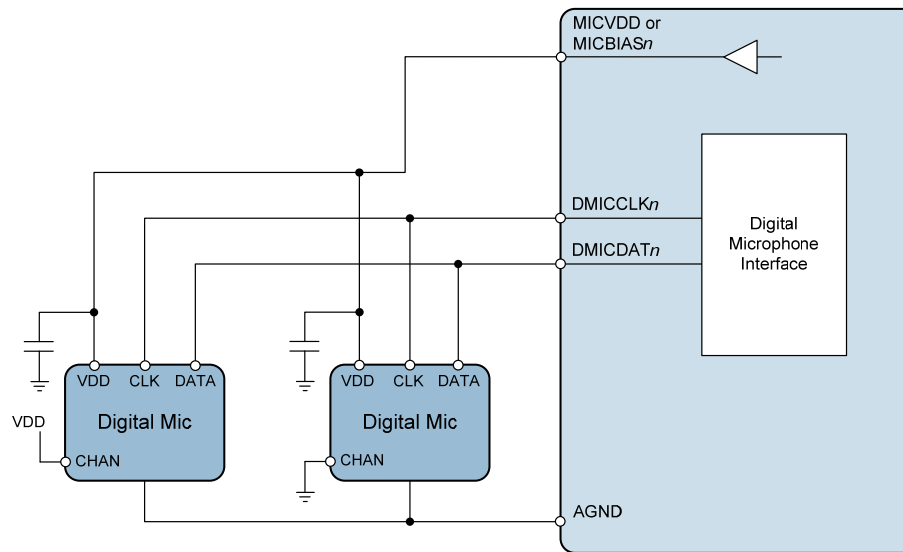 MICVDD or
MICBIASn
DMICCLKn
DMICDATn
Digital
Microphone
Interface
VDD
CLK
DATA
VDD
CLK
DATA
Digital Mic
Digital Mic
VDD
CHAN
CHAN
AGND